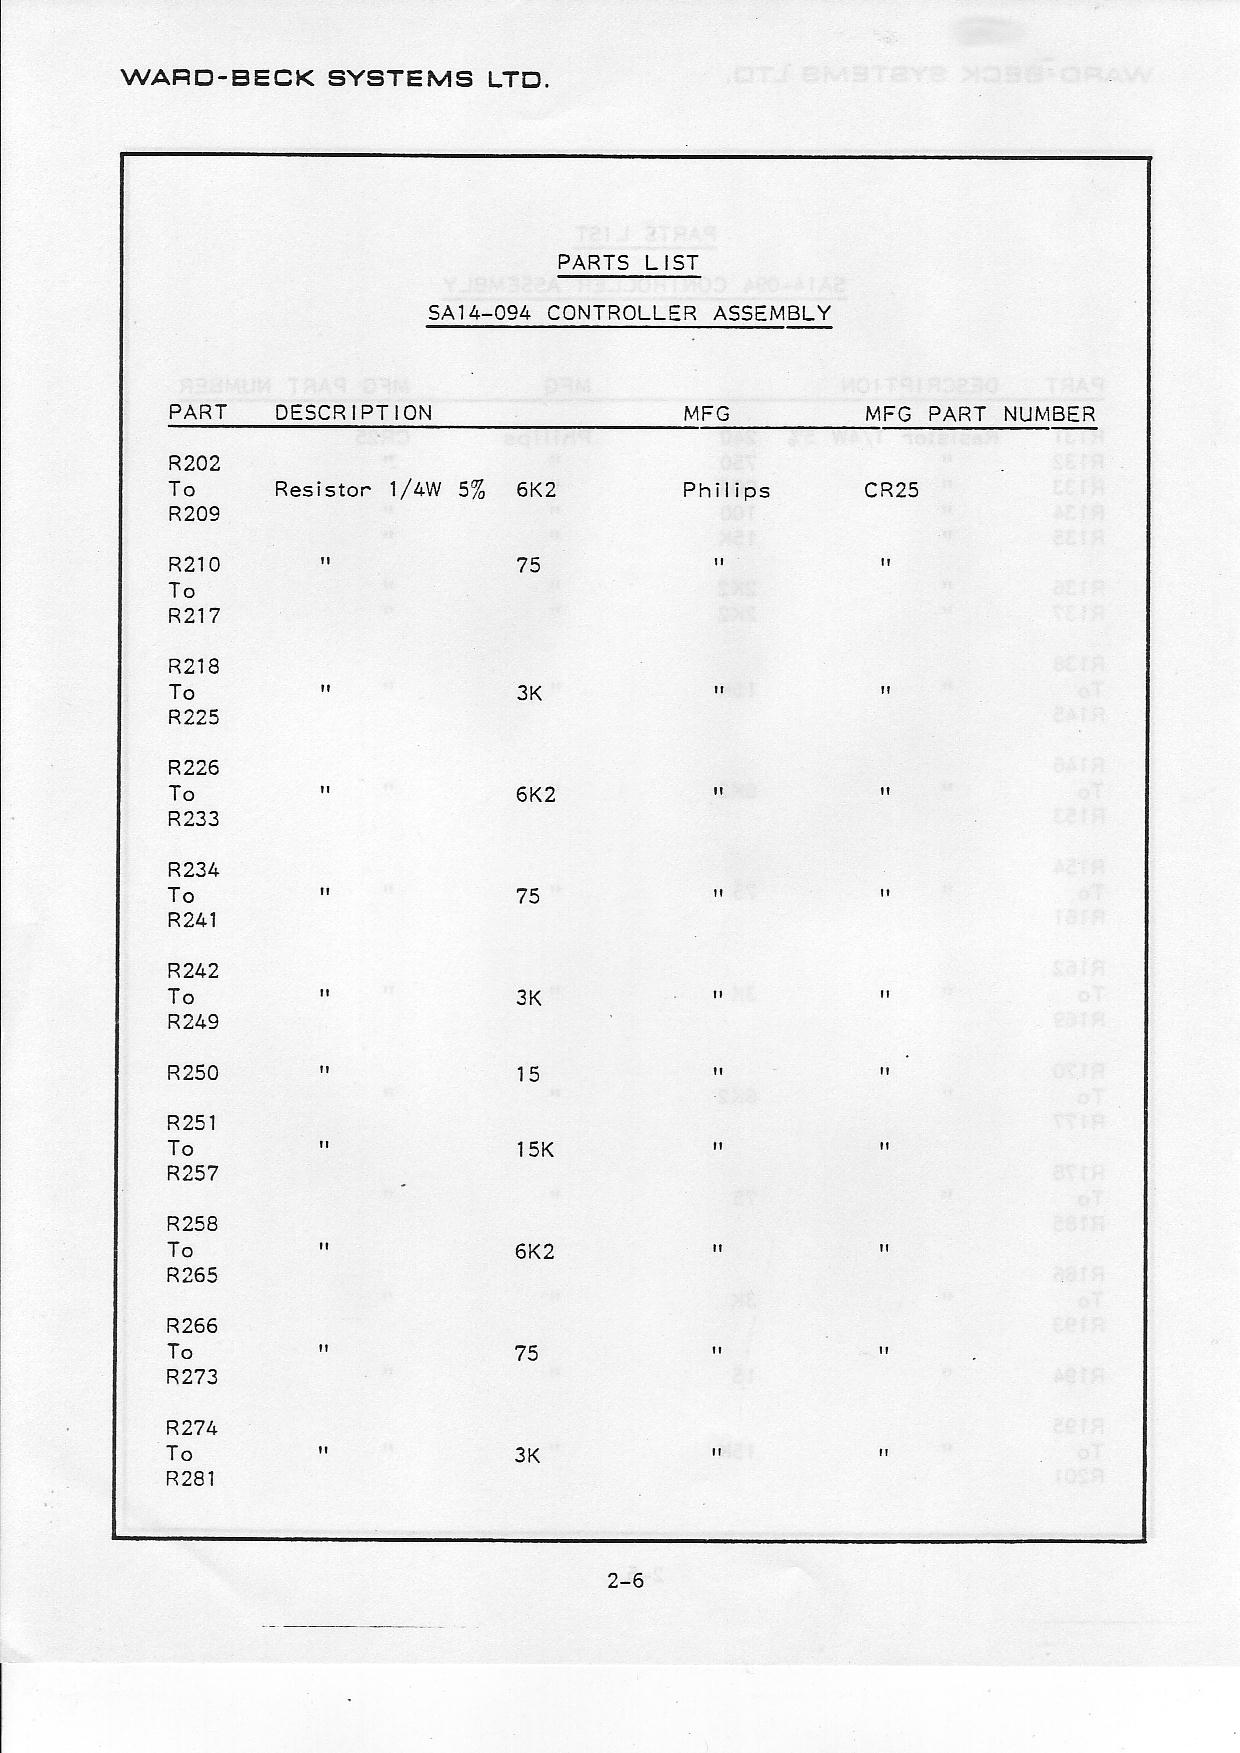 WARD-BECK SYSTEMS LTD.
PARTS LIST
SA14-094 CONTROLLER ASSEMBLY
PART DESCRIPTION MFG MFG PART NUMBER
R202
To Resistor 1/4W 5% 6K2 Philips CR25
R209
R210 " 75 " "
To
R217
R218
To " 3K " "
R225
R226
To " 6K2 " "
R233
R234
To " 75 " "
R241
R242
To " 3K " "
R249
R250 " 15 " "
R251
To " 15K " "
R257
R258
To " 6K2 " "
R265
R266
To " 75 " "
R273
R274
To " 3K " "
R281
2-6